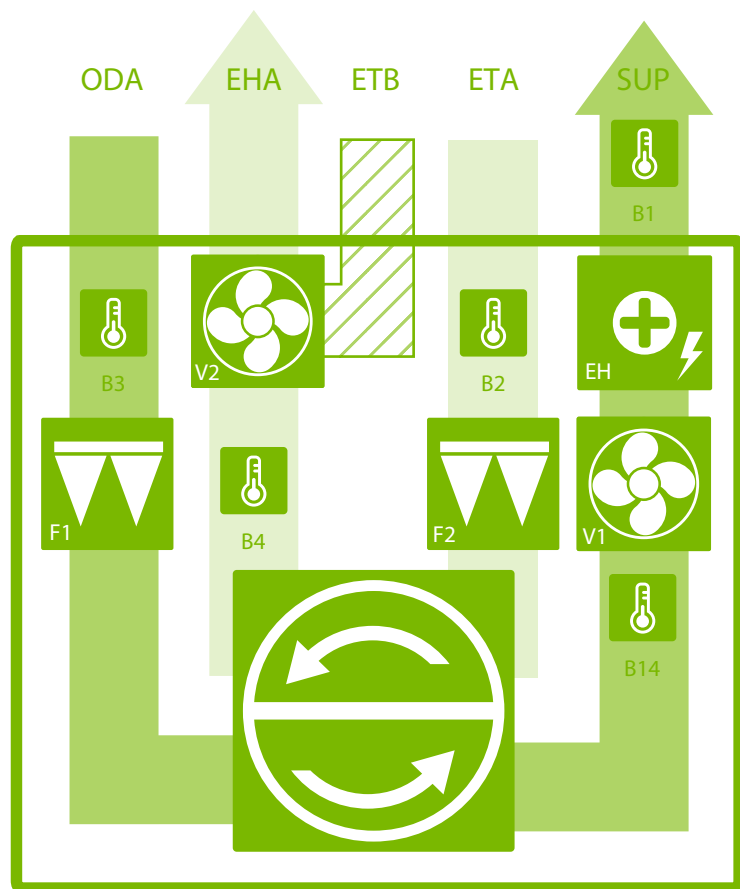 ODA EHA ETB ETA SUP
B1
V2 EH
B3 B2
F1 B4 F2 V1
B14